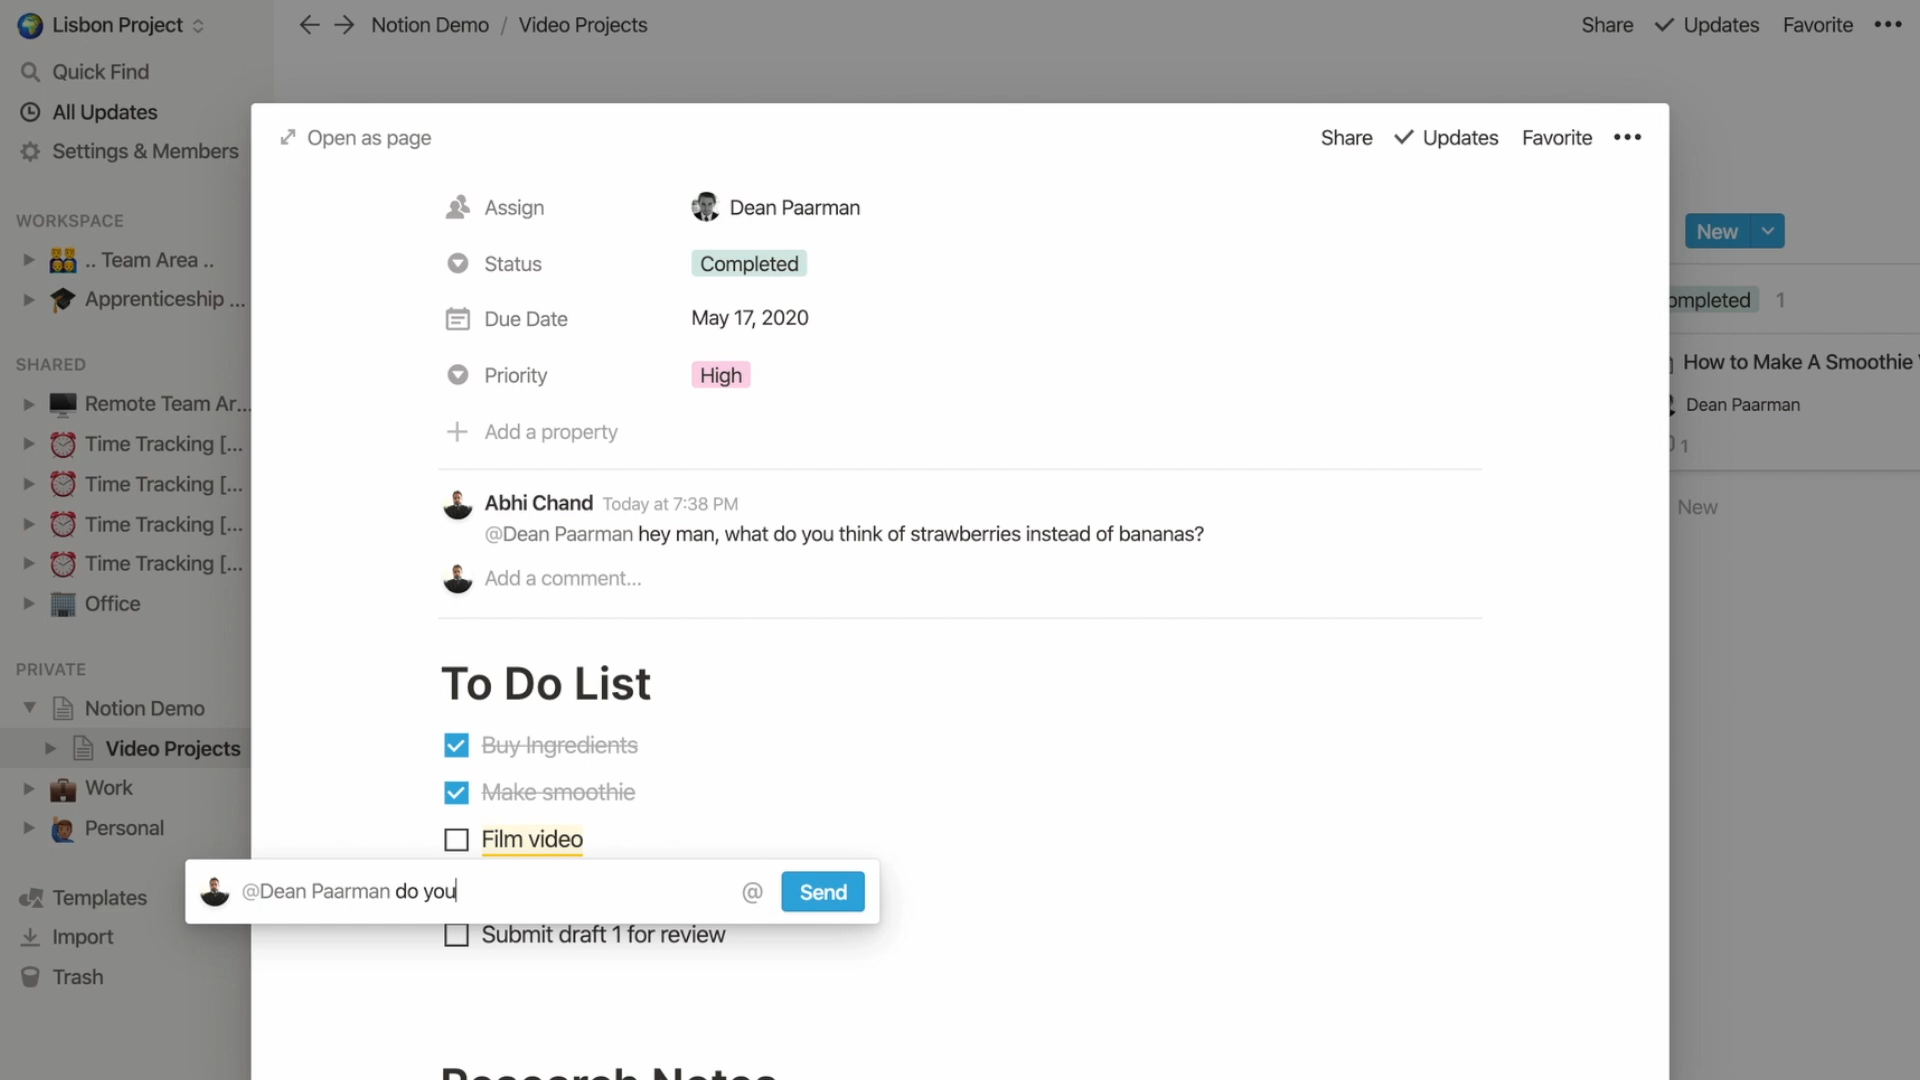 Lisbon Project
Quick Find
All Updates
Settings & Members
WORKSPACE
.. Team Area ..
Apprenticeship ...
SHARED
Remote Team Ar...
Time Tracking [...
Time Tracking [...
Time Tracking [...
Time Tracking [...
Office
PRIVATE
Notion Demo
Video Projects
Work
Personal
Templates
Import
Trash
Notion Demo / Video Projects
Share Updates Favorite •••
Open as page
Share Updates Favorite •••
Assign Dean Paarman
Status Completed
Due Date May 17, 2020
Priority High
Add a property
Abhi Chand Today at 7:38 PM
@Dean Paarman hey man, what do you think of strawberries instead of bananas?
Add a comment...
To Do List
Buy Ingredients
Make smoothie
Film video
@Dean Paarman do you @ Send
Submit draft 1 for review
Research Notes
New
ompleted 1
How to Make A Smoothie
Dean Paarman
1
New